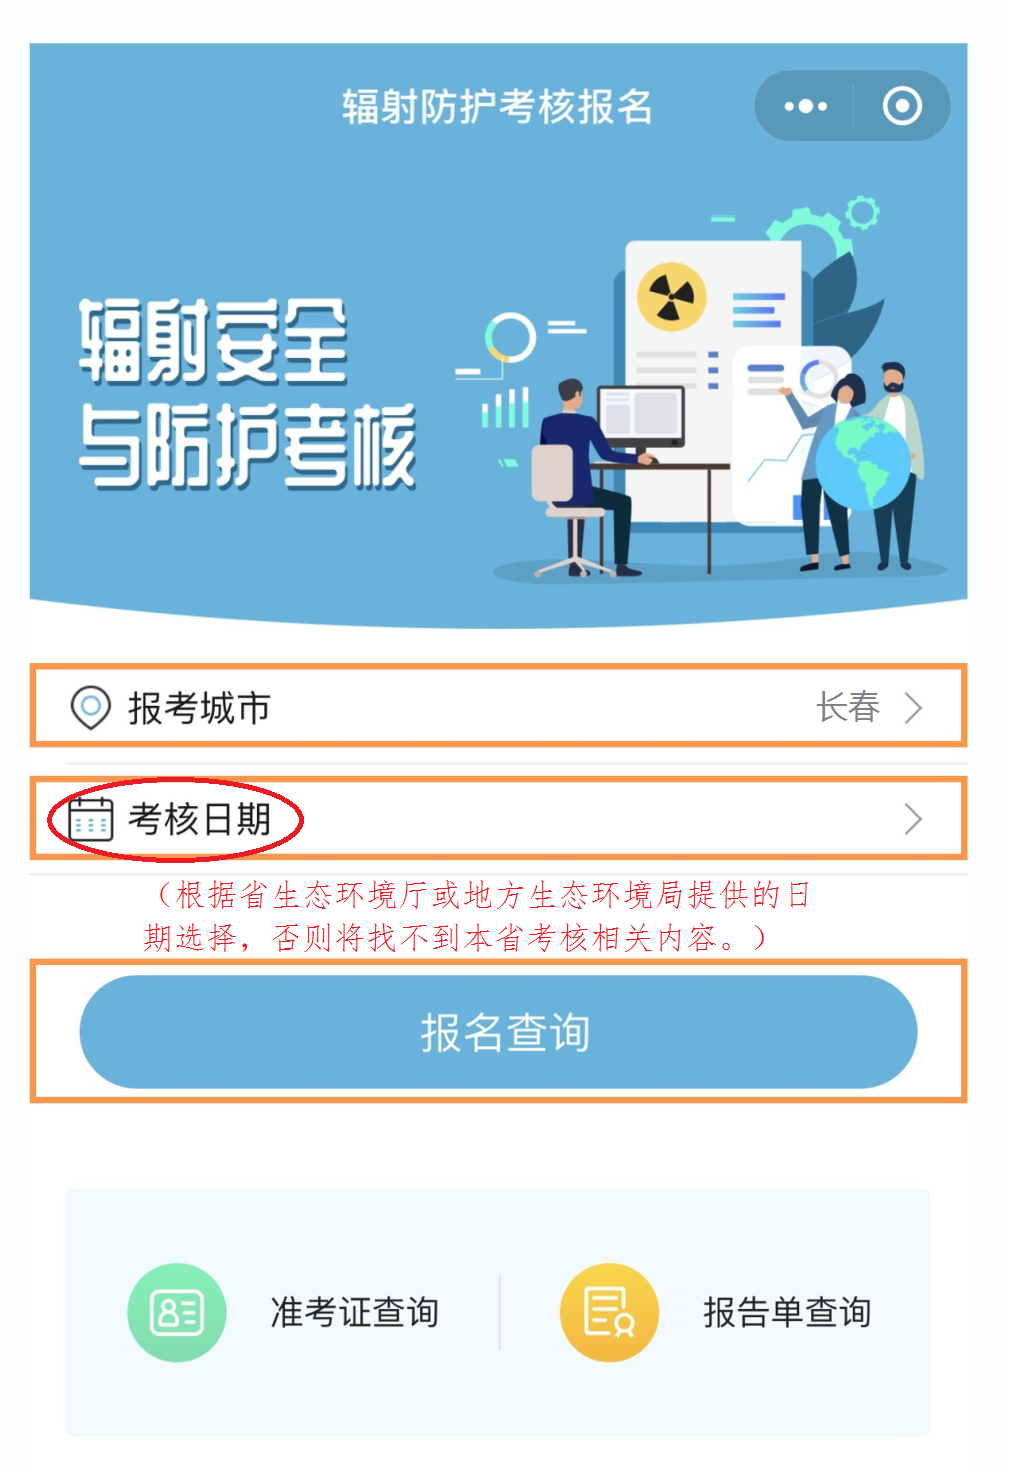 辐射防护考核报名
辐射安全
与防护考核
报考城市
长春
考核日期
（根据省生态环境厅或地方生态环境局提供的日
期选择，否则将找不到本省考核相关内容。）
报名查询
准考证查询
报告单查询